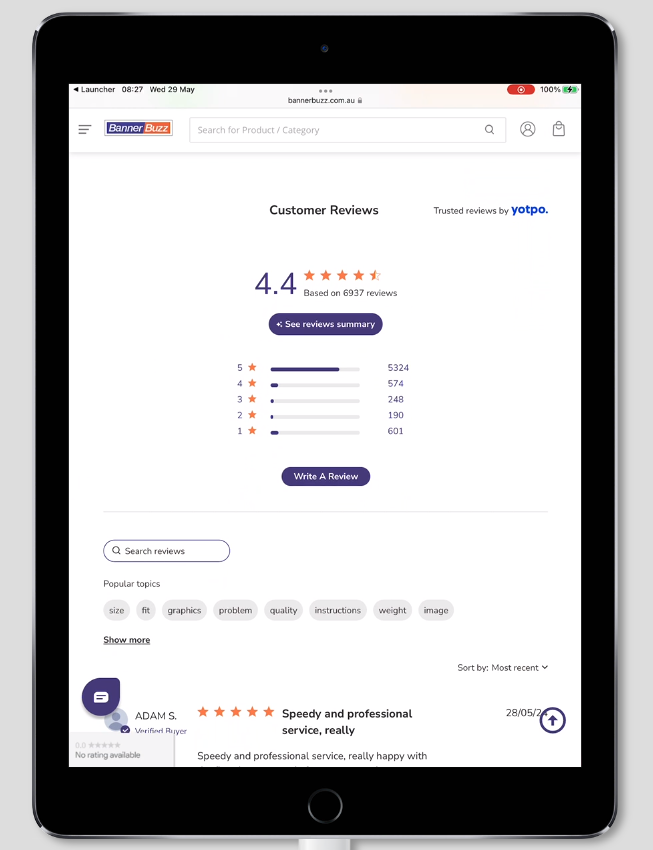 Launcher 08:27 Wed 29 May
100%
bannerbuzz.com.au
BannerBuzz
Search for Product / Category
Customer Reviews
Trusted reviews by yotpo.
4.4
Based on 6937 reviews
See reviews summary
5 5324
4 574
3 248
2 190
1 601
Write A Review
Search reviews
Popular topics
size fit graphics problem quality instructions weight image
Show more
Sort by: Most recent
ADAM S.
Verified Buyer
Speedy and professional
service, really
28/05/24
Speedy and professional service, really happy with
0.0
No rating available